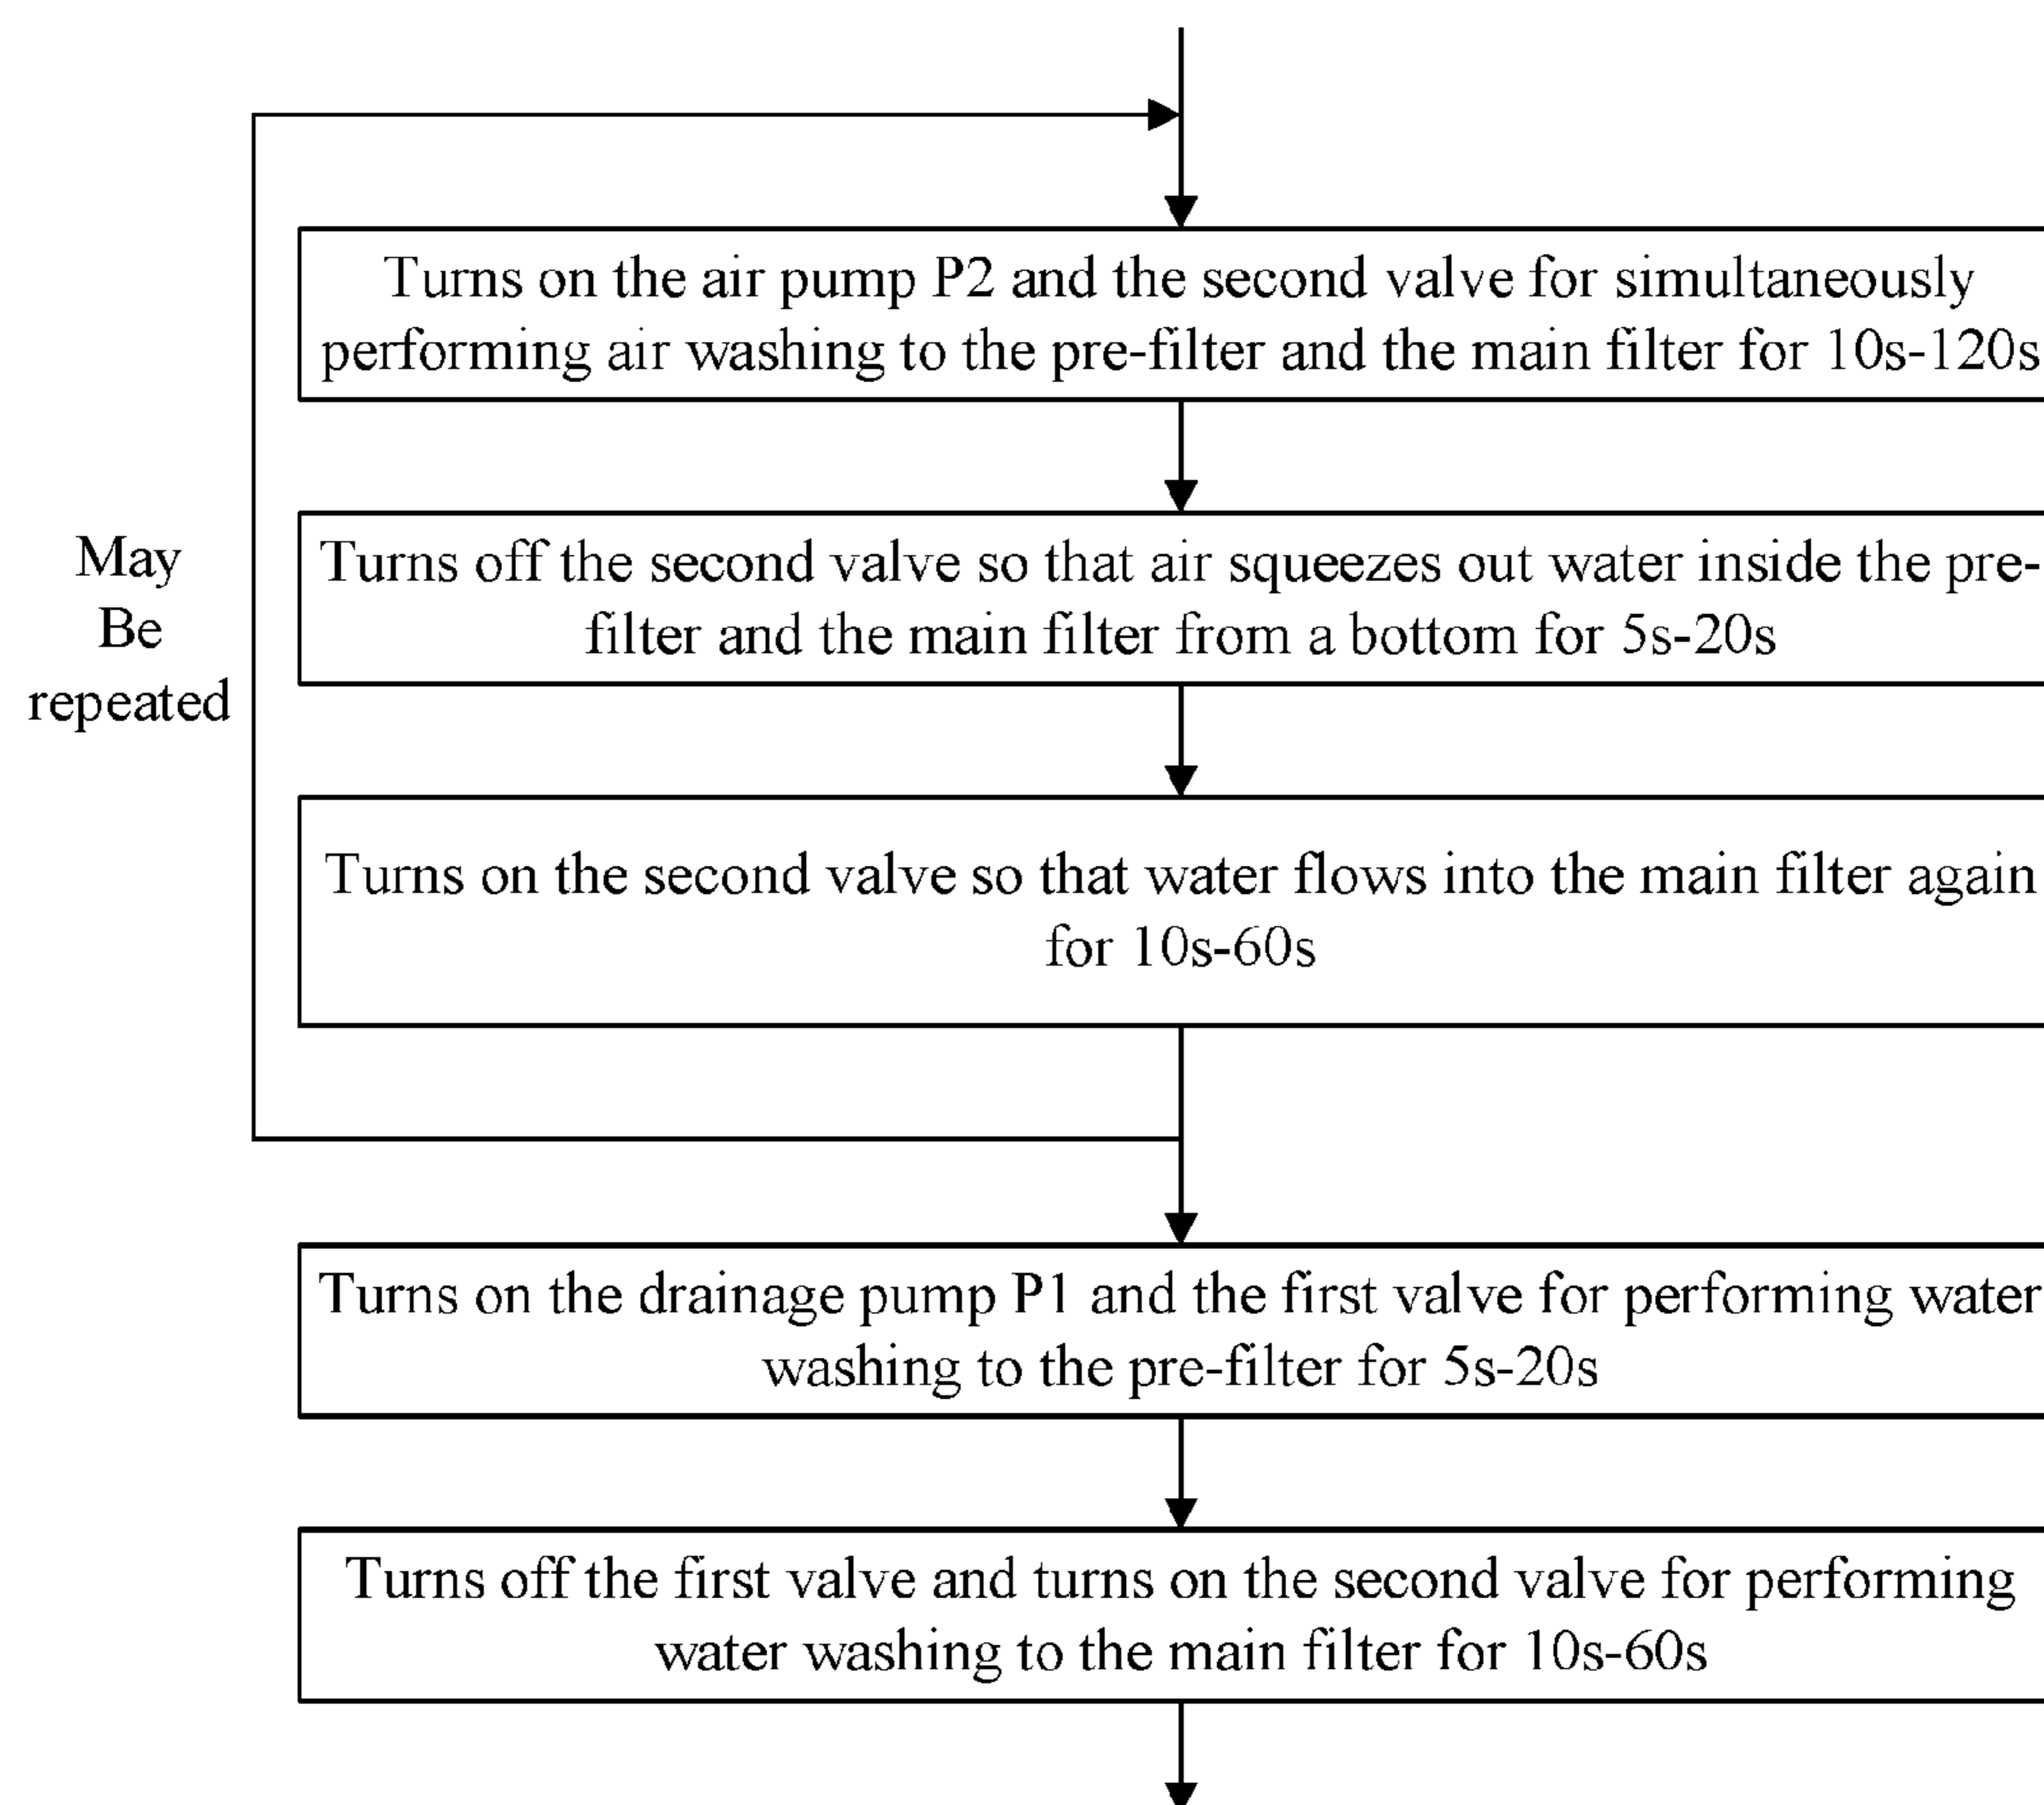 Turns on the air pump P2 and the second valve for simultaneously
performing air washing to the pre-filter and the main filter for 10s-120s
Turns off the second valve so that air squeezes out water inside the pre-
filter and the main filter from a bottom for 5s-20s
May
Be
repeated
Turns on the second valve so that water flows into the main filter again
for 10s-60s
Turns on the drainage pump P1 and the first valve for performing water
washing to the pre-filter for 5s-20s
Turns off the first valve and turns on the second valve for performing
water washing to the main filter for 10s-60s